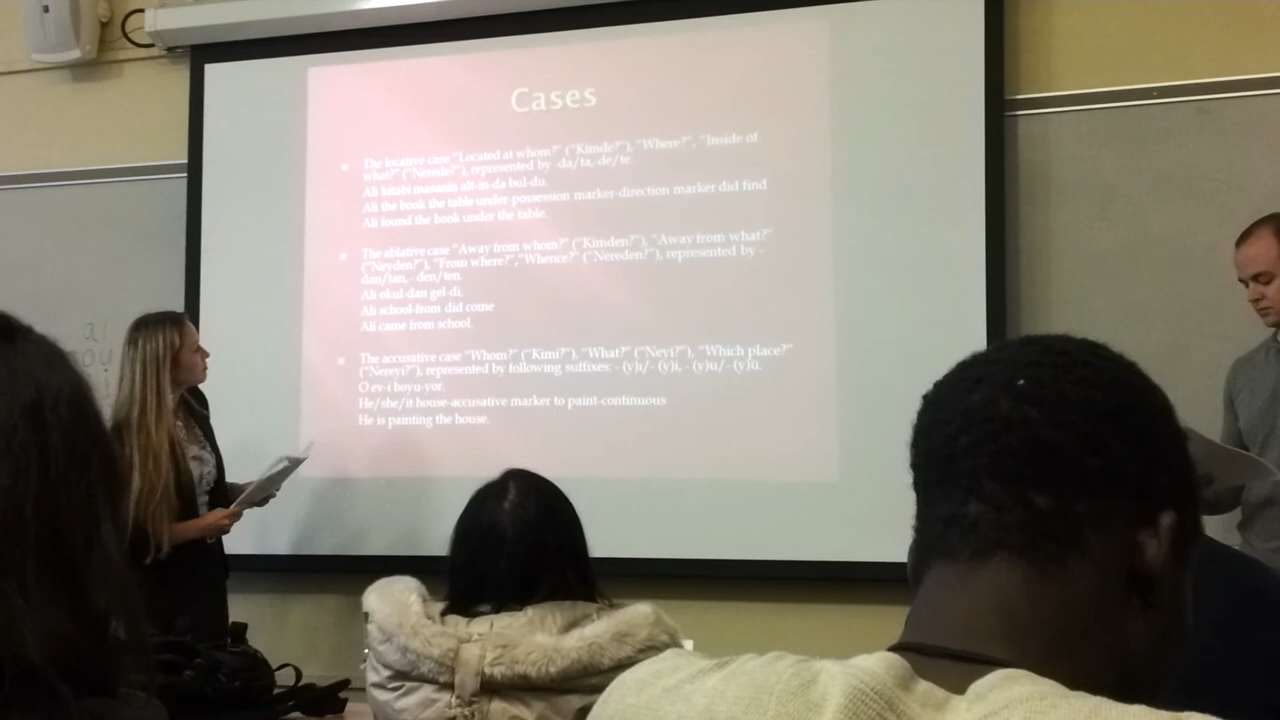 Cases
The locative case "Located at whom?" ("Kimde?"), "Where?", "Inside of
what?" ("Nerede?"), represented by -da/ta,-de/te.
Ali kitabi masanin alt-in-da bul-du.
Ali the book the table under-possession marker-direction marker did find
Ali found the book under the table.
The ablative case "Away from whom?" ("Kimden?"), "Away from what?"
("Neyden?"), "From where?","Whence?" ("Nereden?"), represented by -
dan/tan, - den/ten.
Ali okul-dan gel-di.
Ali school-from did come
Ali came from school.
The accusative case "Whom?" ("Kimi?"), "What?" ("Neyi?"), "Which place?"
("Nereyi?"), represented by following suffixes: - (y)ı/- (y)i, - (y)u/- (y)ü.
O ev-i boyu-yor.
He/she/it house-accusative marker to paint-continuous
He is painting the house.